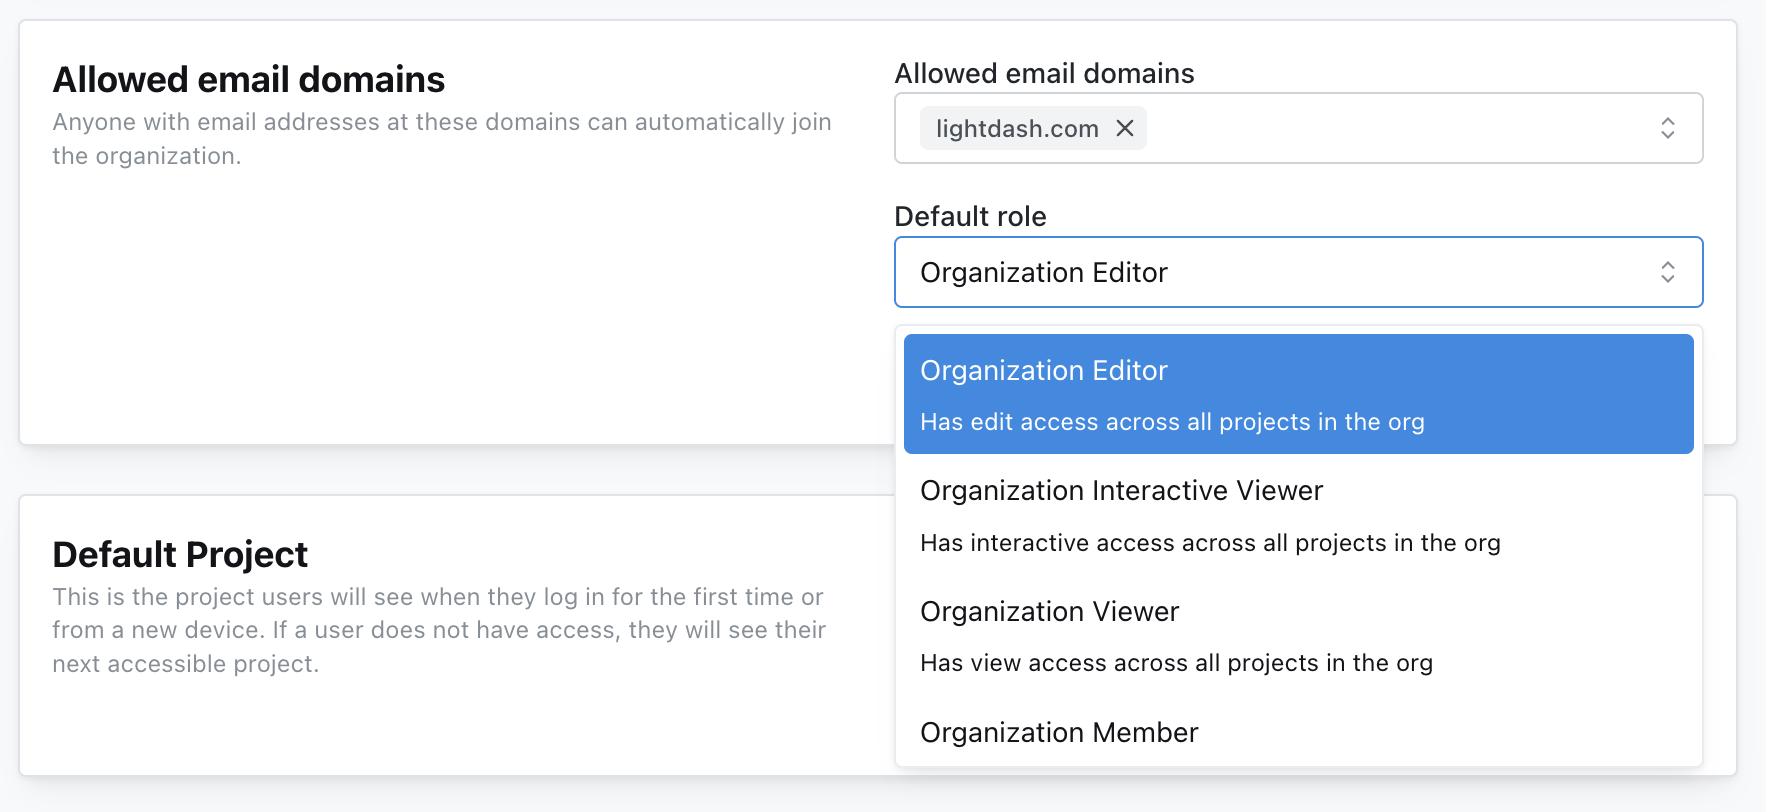 Allowed email domains
Anyone with email addresses at these domains can automatically join
the organization.
Allowed email domains
lightdash.com
Default role
Organization Editor
Organization Editor
Has edit access across all projects in the org
Organization Interactive Viewer
Has interactive access across all projects in the org
Organization Viewer
Has view access across all projects in the org
Organization Member
Default Project
This is the project users will see when they log in for the first time or
from a new device. If a user does not have access, they will see their
next accessible project.